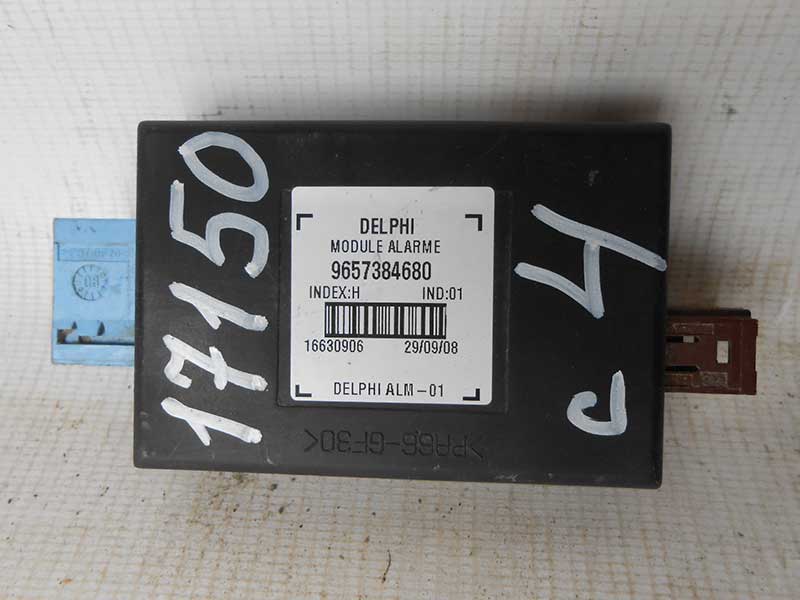 17150
DELPHI
MODULE ALARME
9657384680
INDEX:H IND:01
16630906 29/09/08
DELPHI ALM-01
>PA66-GF30<
C4